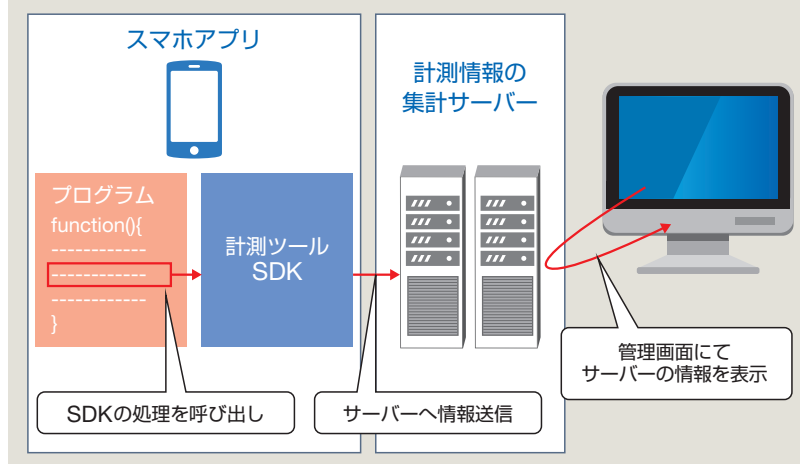 スマホアプリ
プログラム
function(){
------------
------------
------------
}
計測ツール
SDK
SDKの処理を呼び出し
計測情報の
集計サーバー
サーバーへ情報送信
管理画面にて
サーバーの情報を表示